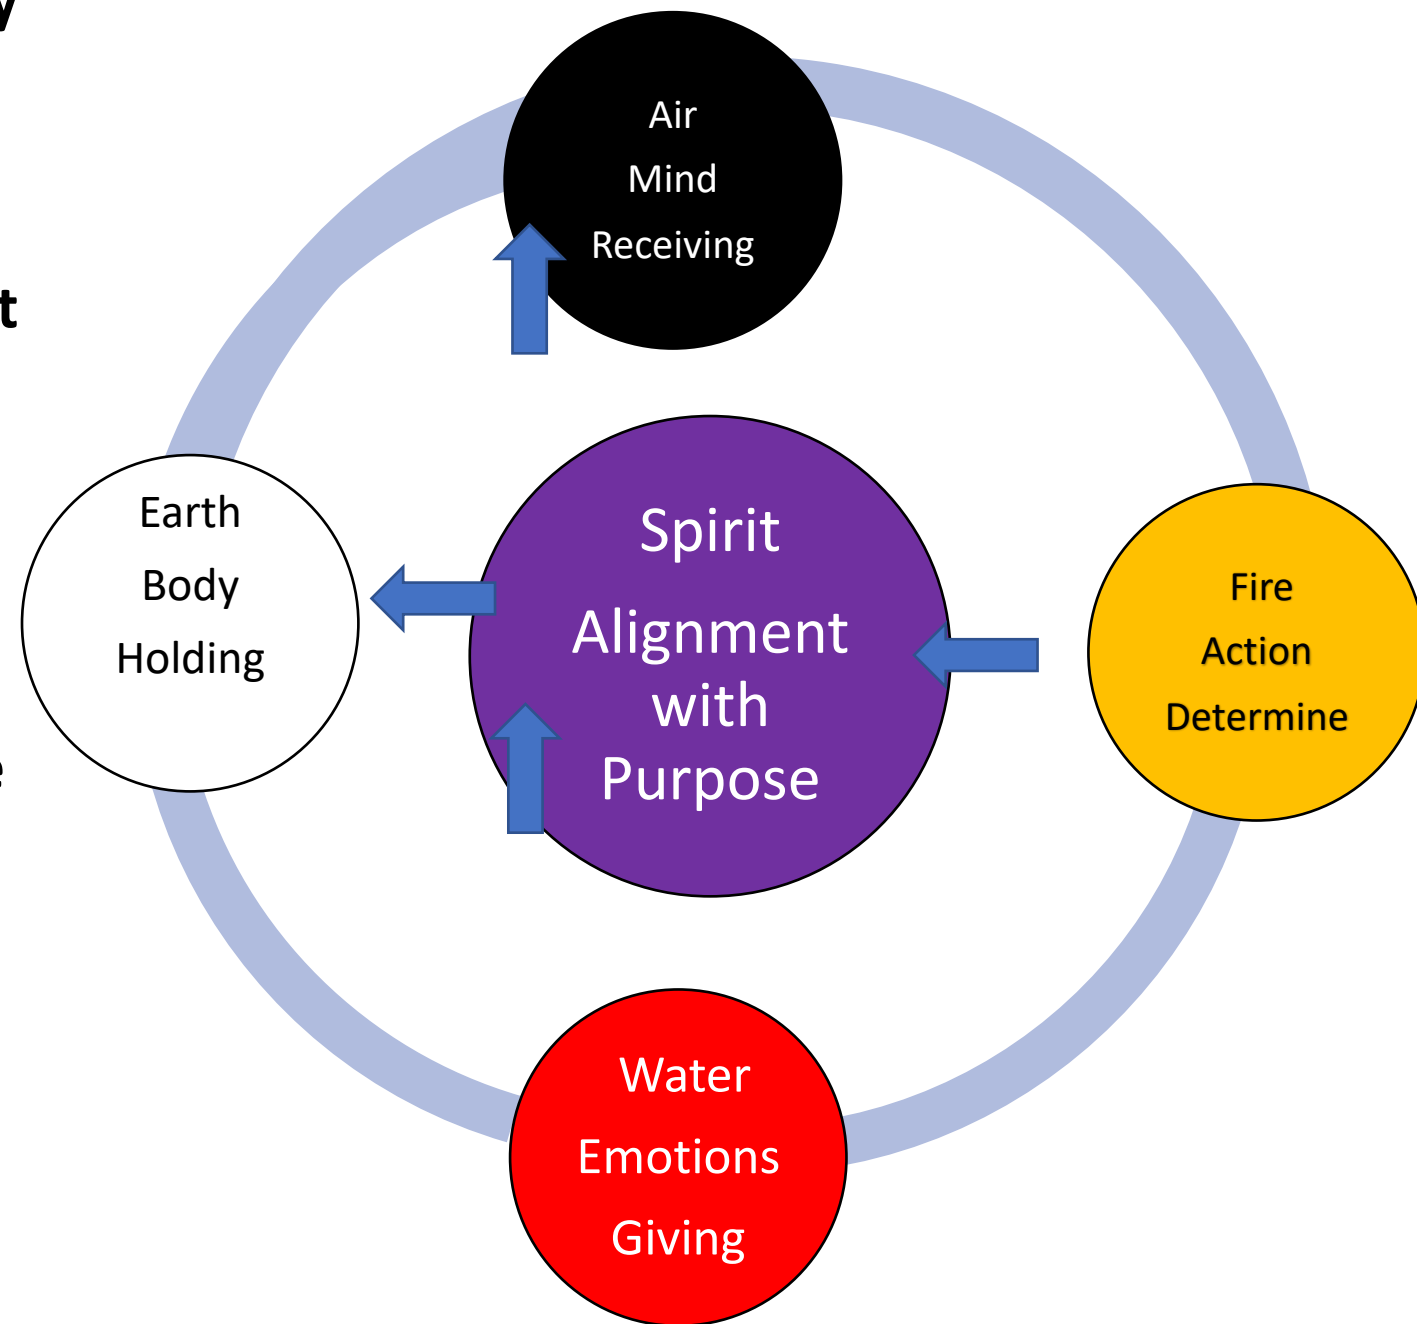 y
Air
Mind
Receiving
t
Earth
Body
Holding
Spirit
Alignment
with
Purpose
Fire
Action
Determine
e
Water
Emotions
Giving